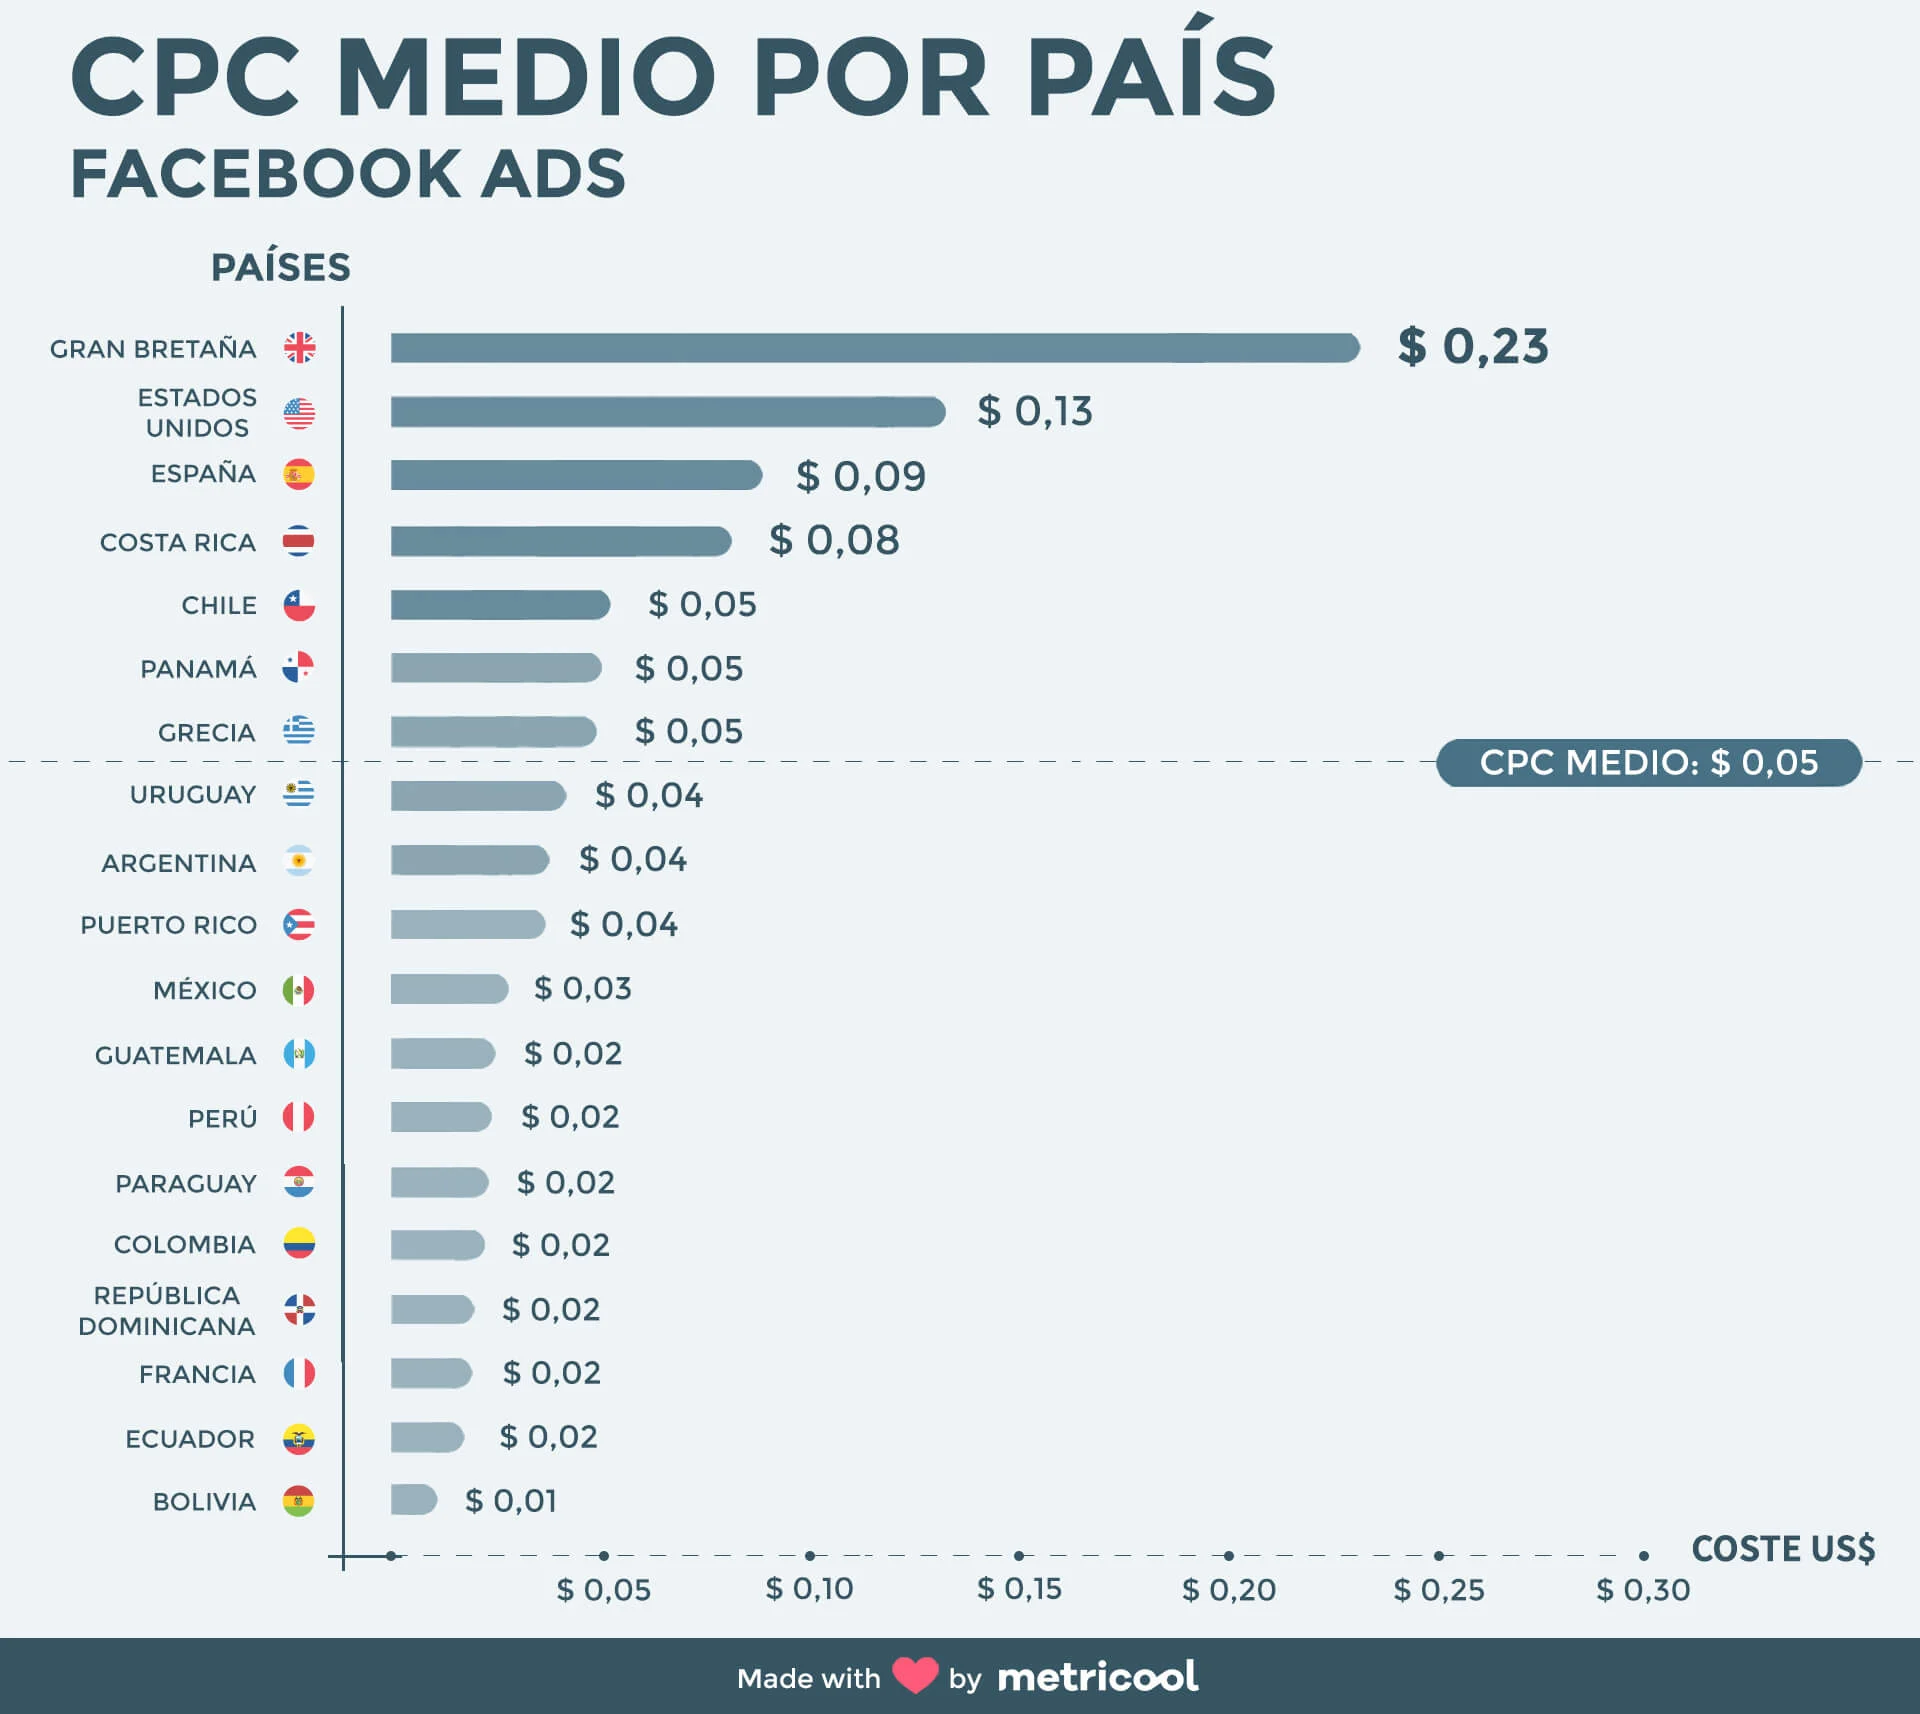 CPC MEDIO POR PAÍS
FACEBOOK ADS
PAÍSES
GRAN BRETAÑA $ 0,23
ESTADOS
UNIDOS $ 0,13
ESPAÑA $ 0,09
COSTA RICA $ 0,08
CHILE $ 0,05
PANAMÁ $ 0,05
GRECIA $ 0,05
CPC MEDIO: $ 0,05
URUGUAY $ 0,04
ARGENTINA $ 0,04
PUERTO RICO $ 0,04
MÉXICO $ 0,03
GUATEMALA $ 0,02
PERÚ $ 0,02
PARAGUAY $ 0,02
COLOMBIA $ 0,02
REPÚBLICA
DOMINICANA $ 0,02
FRANCIA $ 0,02
ECUADOR $ 0,02
BOLIVIA $ 0,01
COSTE US$
$ 0,05 $ 0,10 $ 0,15 $ 0,20 $ 0,25 $ 0,30
Made with by metricool